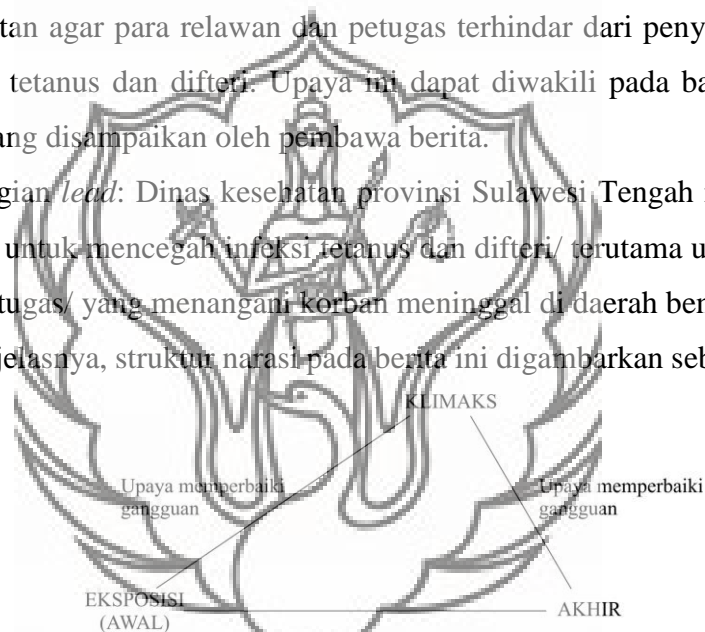 tan agar para relawan dan petugas terhindar dari peny
tetanus dan difteri. Upaya ini dapat diwakili pada ba
ang disampaikan oleh pembawa berita.
gian lead: Dinas kesehatan provinsi Sulawesi Tengah
untuk mencegah infeksi tetanus dan difteri/ terutama u
tugas/ yang menangani korban meninggal di daerah ben
jelasnya, struktur narasi pada berita ini digambarkan seb
KLIMAKS
Upaya memperbaiki
gangguan
Upaya memperbaiki
gangguan
EKSPOSISI
(AWAL)
AKHIR